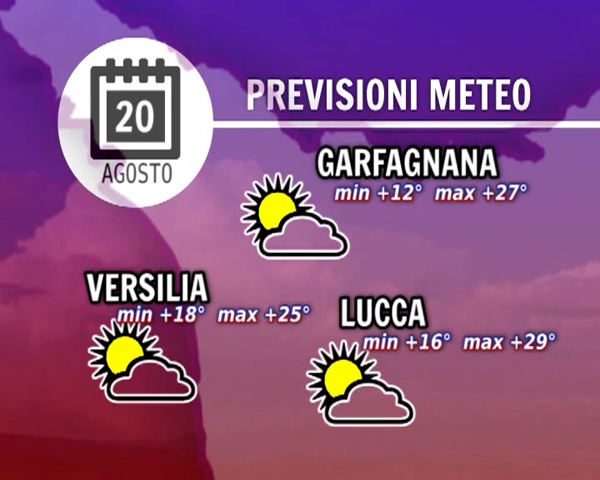 20
AGOSTO
PREVISIONI METEO
GARFAGNANA
min +12° max +27°
VERSILIA
min +18° max +25°
LUCCA
min +16° max +29°